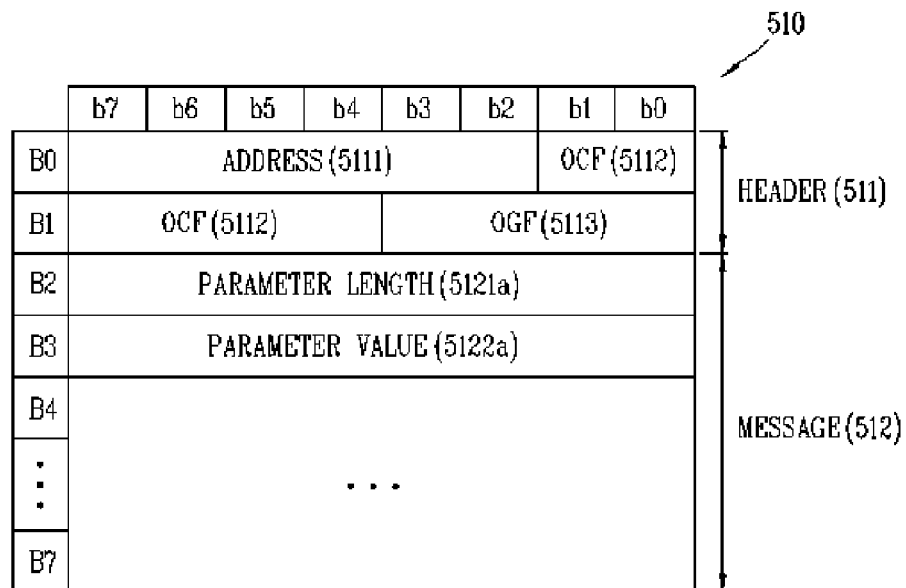 510
b7 b6 b5 b4 b3 b2 b1 b0
B0 ADDRESS(5111) OCF(5112)
HEADER(511)
B1 OCF(5112) OGF(5113)
B2 PARAMETER LENGTH(5121a)
B3 PARAMETER VALUE(5122a)
B4
MESSAGE(512)
...
B7